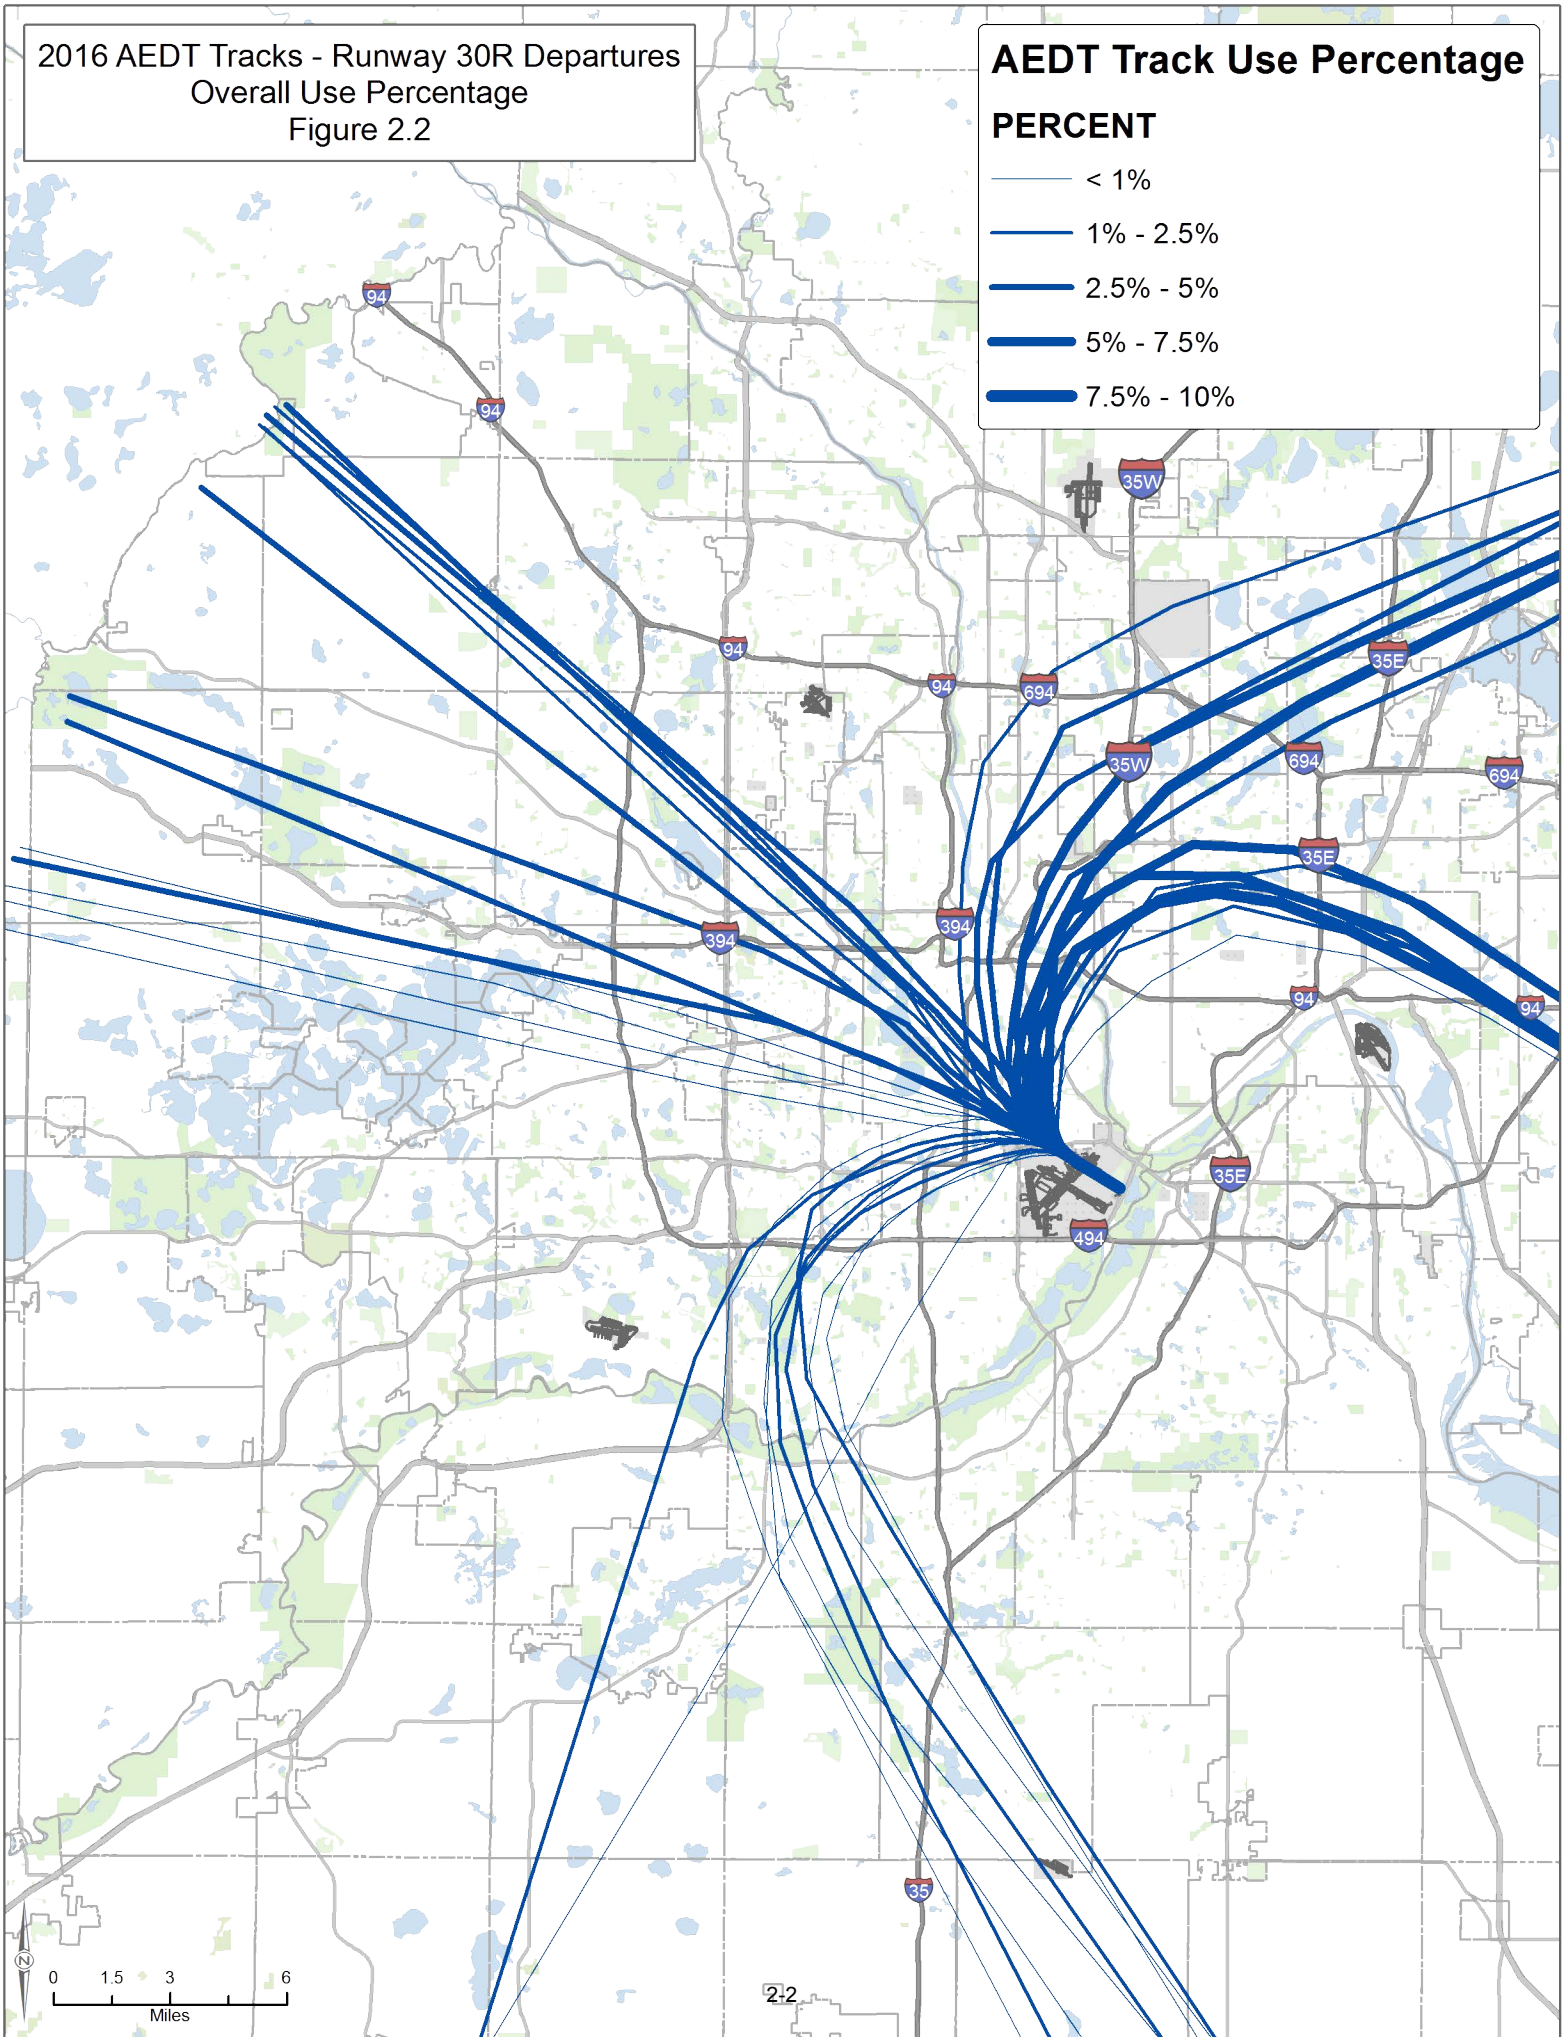 2016 AEDT Tracks - Runway 30R Departures
Overall Use Percentage
Figure 2.2
AEDT Track Use Percentage
PERCENT
< 1%
1% - 2.5%
2.5% - 5%
5% - 7.5%
7.5% - 10%
94
94
35W
94
94
694
35E
35W
694
694
35E
394
394
94
94
35E
494
35
N
0 1.5 3 6
Miles
2-2